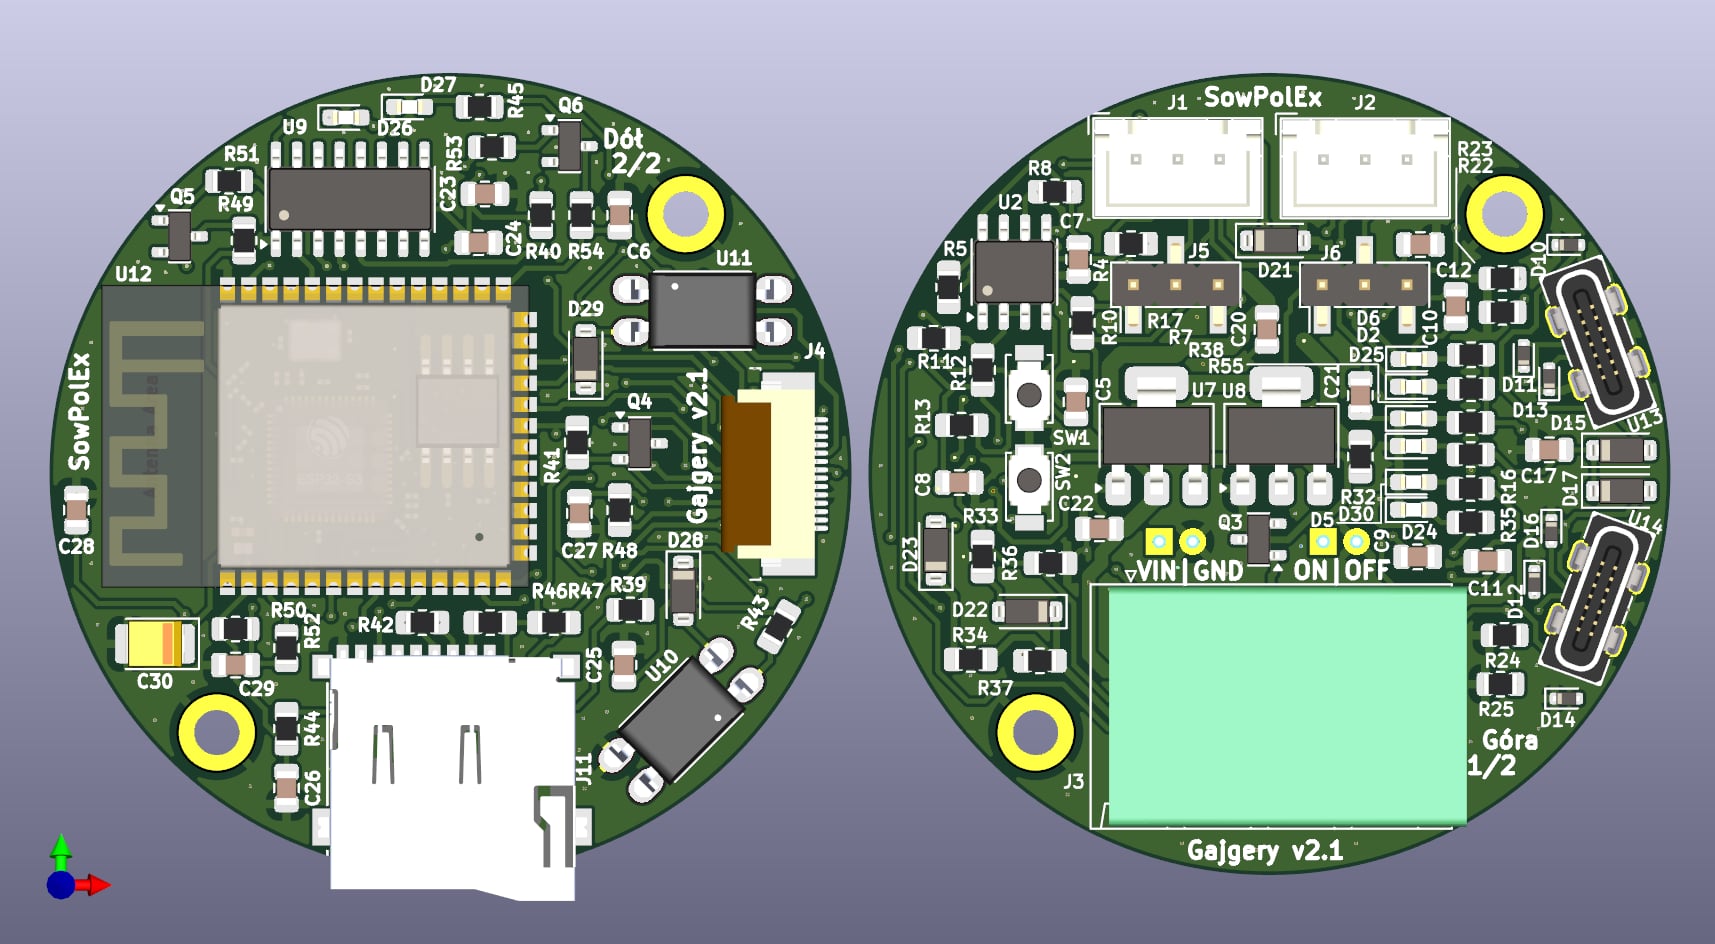 D27
R45
Q6
U9
D26
Dół
2/2
R51
R53
Q5
C23
R49
C24
R40
R54
C6
U11
U12
D29
J4
SowPolEx
Antenna Area
Q4
Gajgery v2.1
R41
ESP32-S3
C28
C27
R48
D28
R50
R52
R42
R46
R47
R39
R43
C30
C29
C25
U10
R44
C26
J11
J1
SowPolEx
J2
R23
R22
R8
U2
C7
R5
R4
J5
D21
J6
C12
D10
R10
R17
R7
C20
D6
D2
C10
R11
R12
R38
R55
D25
D11
C5
U7
U8
C21
D13
R13
SW1
D15
U13
C8
SW2
C22
C17
D17
R33
Q3
R32
D30
D5
D24
R35
R16
D16
U14
D23
R36
C9
VIN|GND
ON|OFF
C11
D12
D22
R34
R37
R24
R25
D14
Góra
1/2
J3
Gajgery v2.1